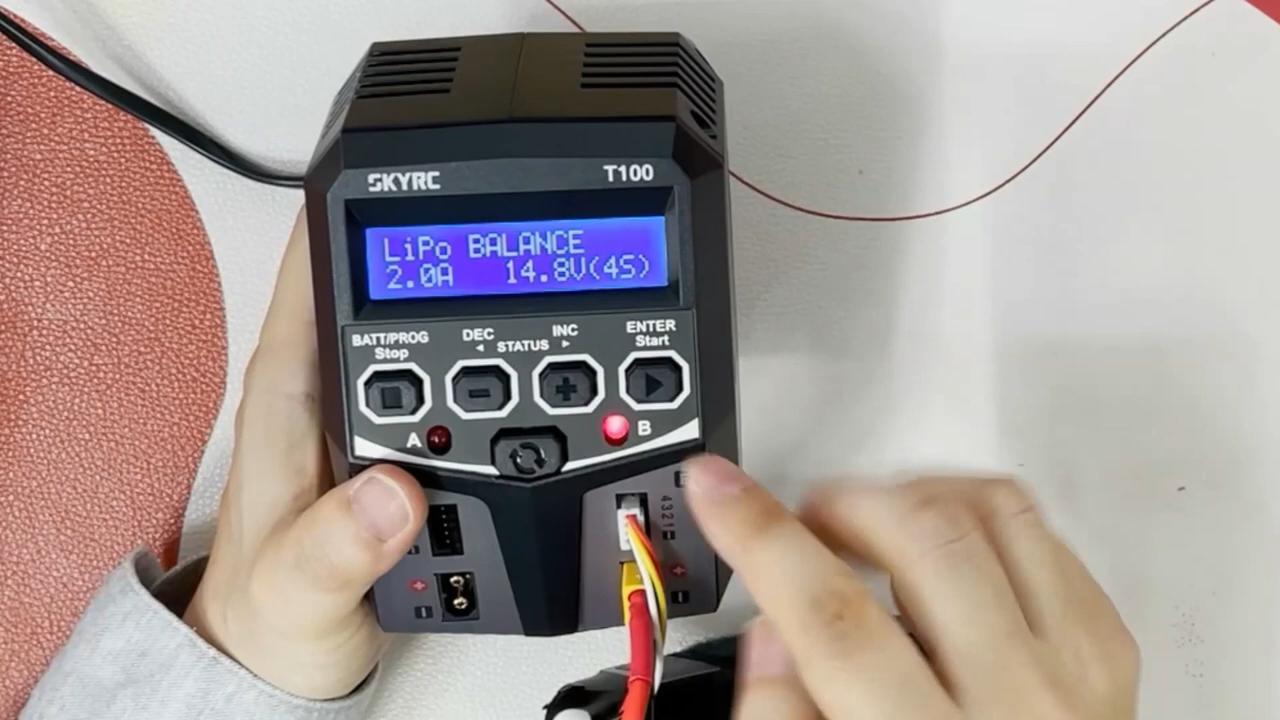 SKYRC T100
LiPo BALANCE
2.0A 14.8V(4S)
BATT/PROG
Stop
DEC
STATUS
INC
ENTER
Start
A
B
4321